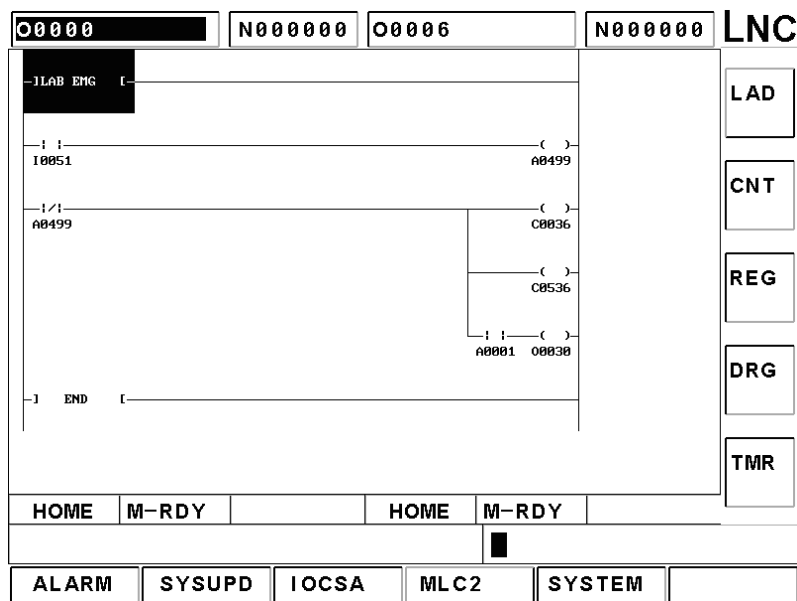 O0000 N000000 O0006 N000000 LNC
-]LAB EMG [-
LAD
I0051 A0499
CNT
A0499 C0036
C0536
REG
A0001 O0030
DRG
-] END [-
TMR
HOME M-RDY HOME M-RDY
ALARM SYSUPD IOCSA MLC2 SYSTEM